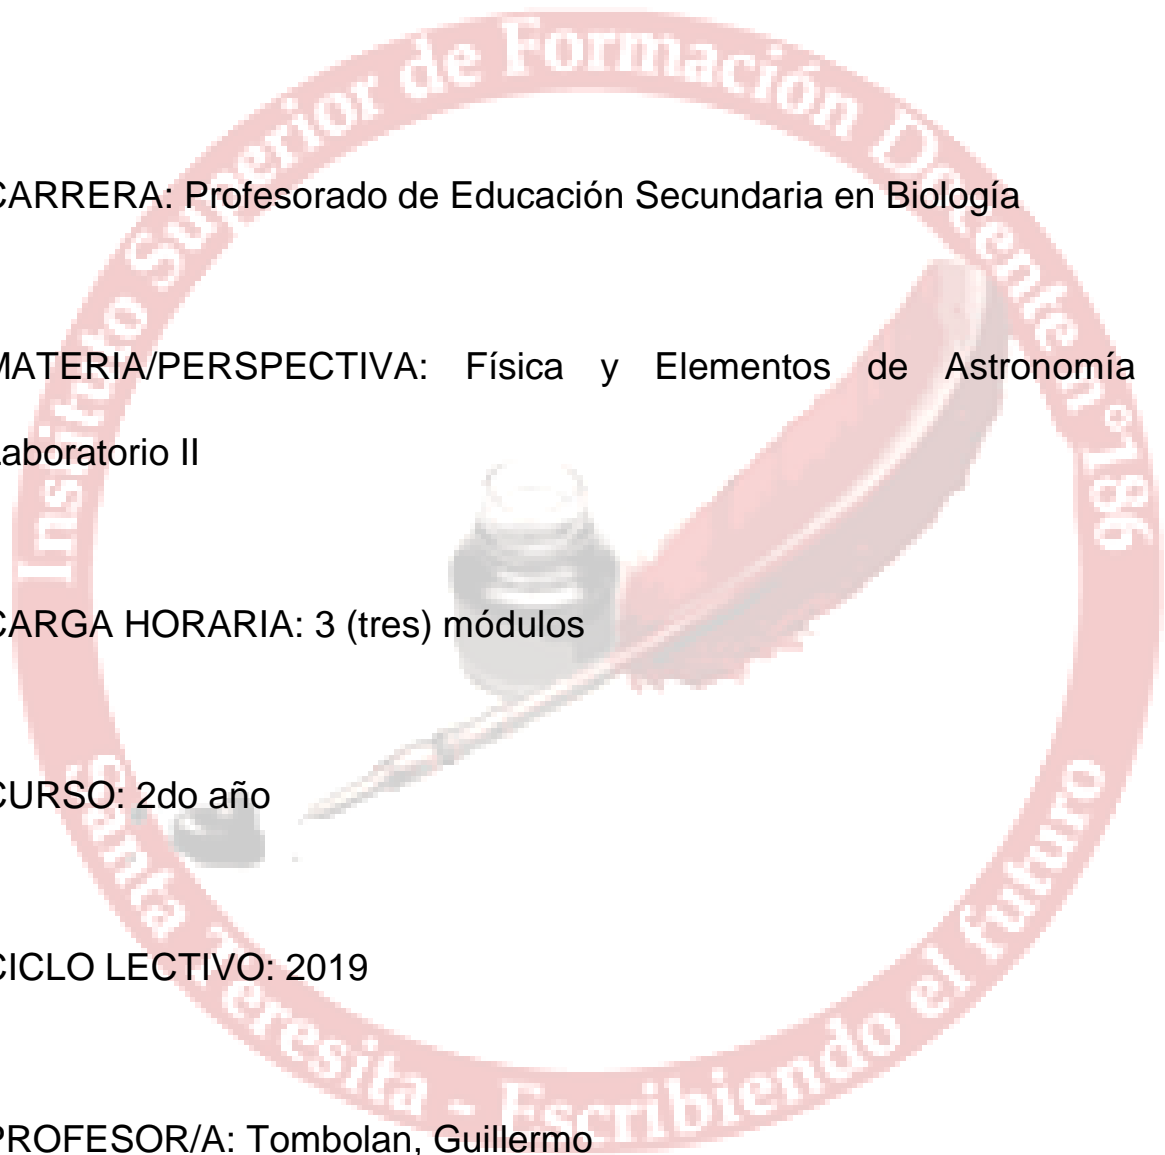 Instituto Superior de Formación Docente n°186
CARRERA: Profesorado de Educación Secundaria en Biología
MATERIA/PERSPECTIVA: Física y Elementos de Astronomía
Laboratorio II
CARGA HORARIA: 3 (tres) módulos
CURSO: 2do año
CICLO LECTIVO: 2019
PROFESOR/A: Tombolan, Guillermo
Santa Teresita - Escribiendo el futuro